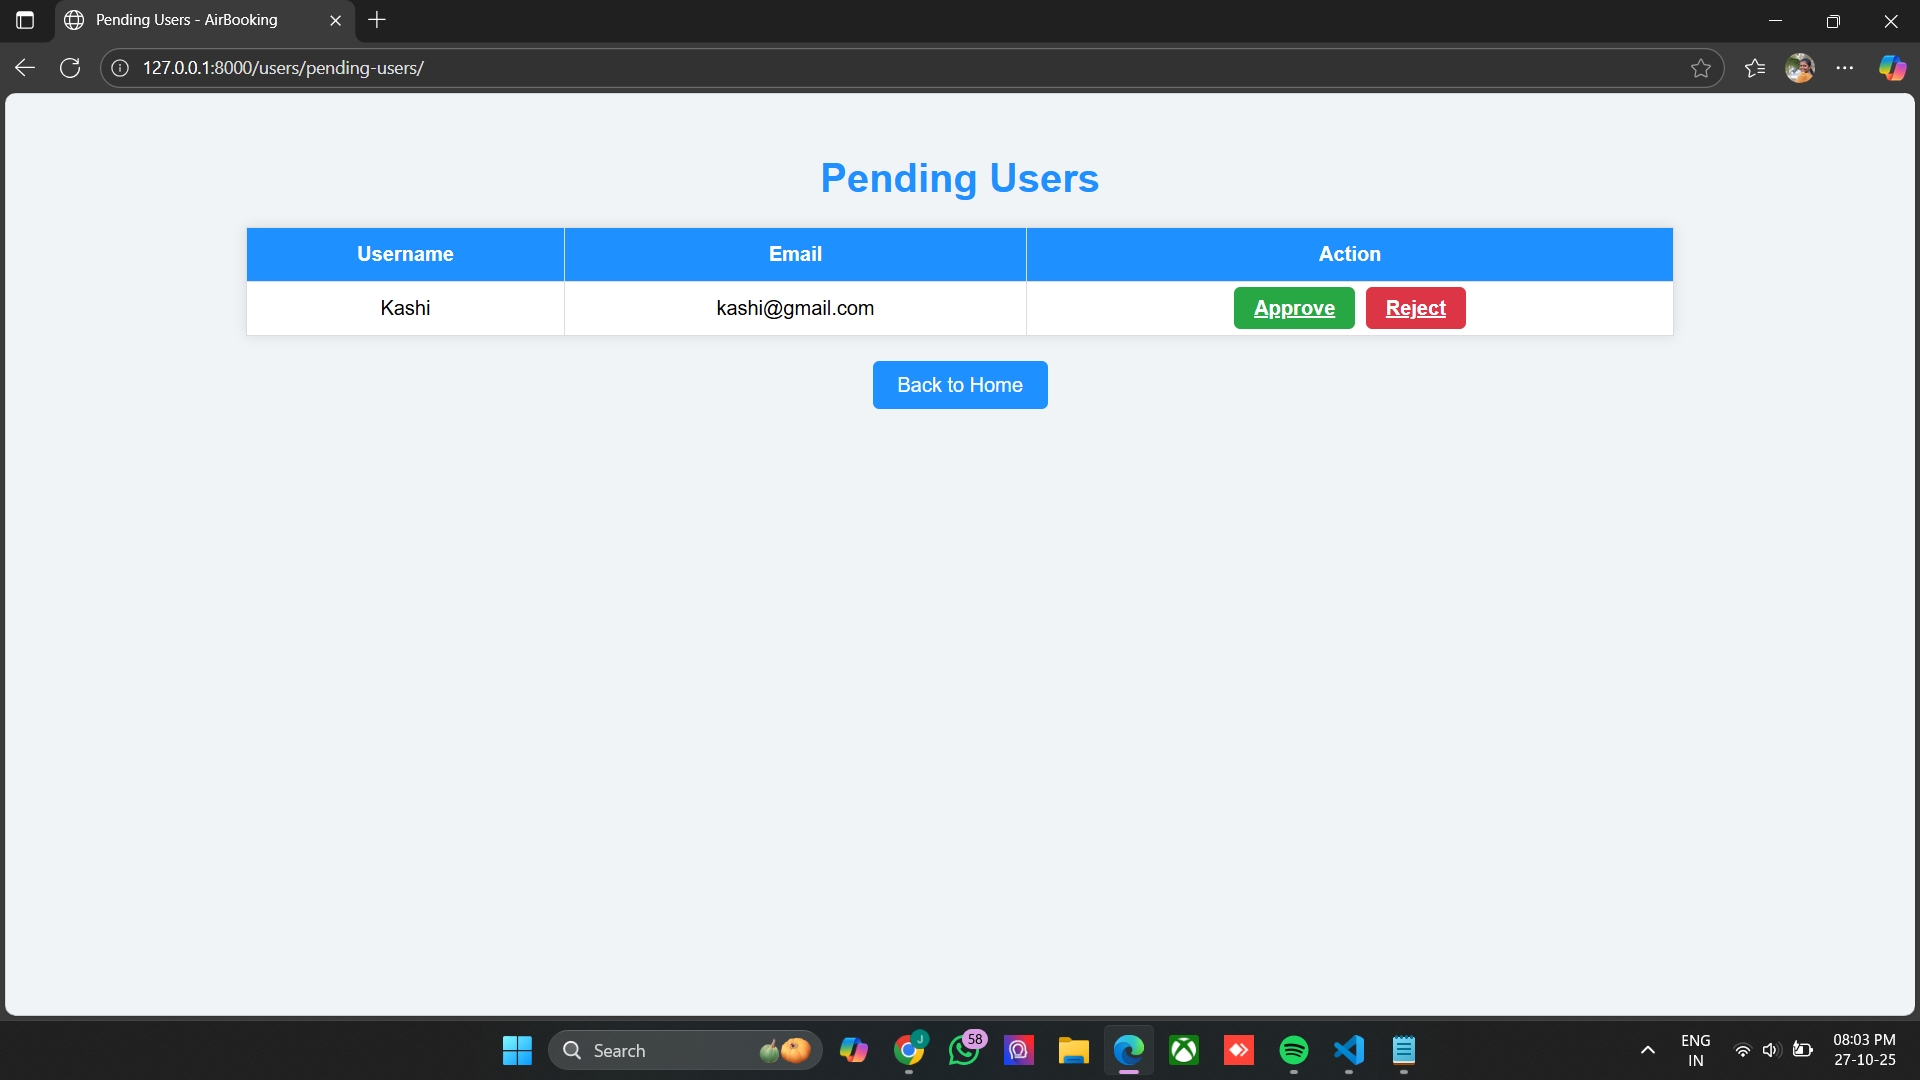 Pending Users - AirBooking
127.0.0.1:8000/users/pending-users/
Pending Users
Username Email Action
Kashi kashi@gmail.com Approve Reject
Back to Home
Search
J
58
ENG
IN
08:03 PM
27-10-25